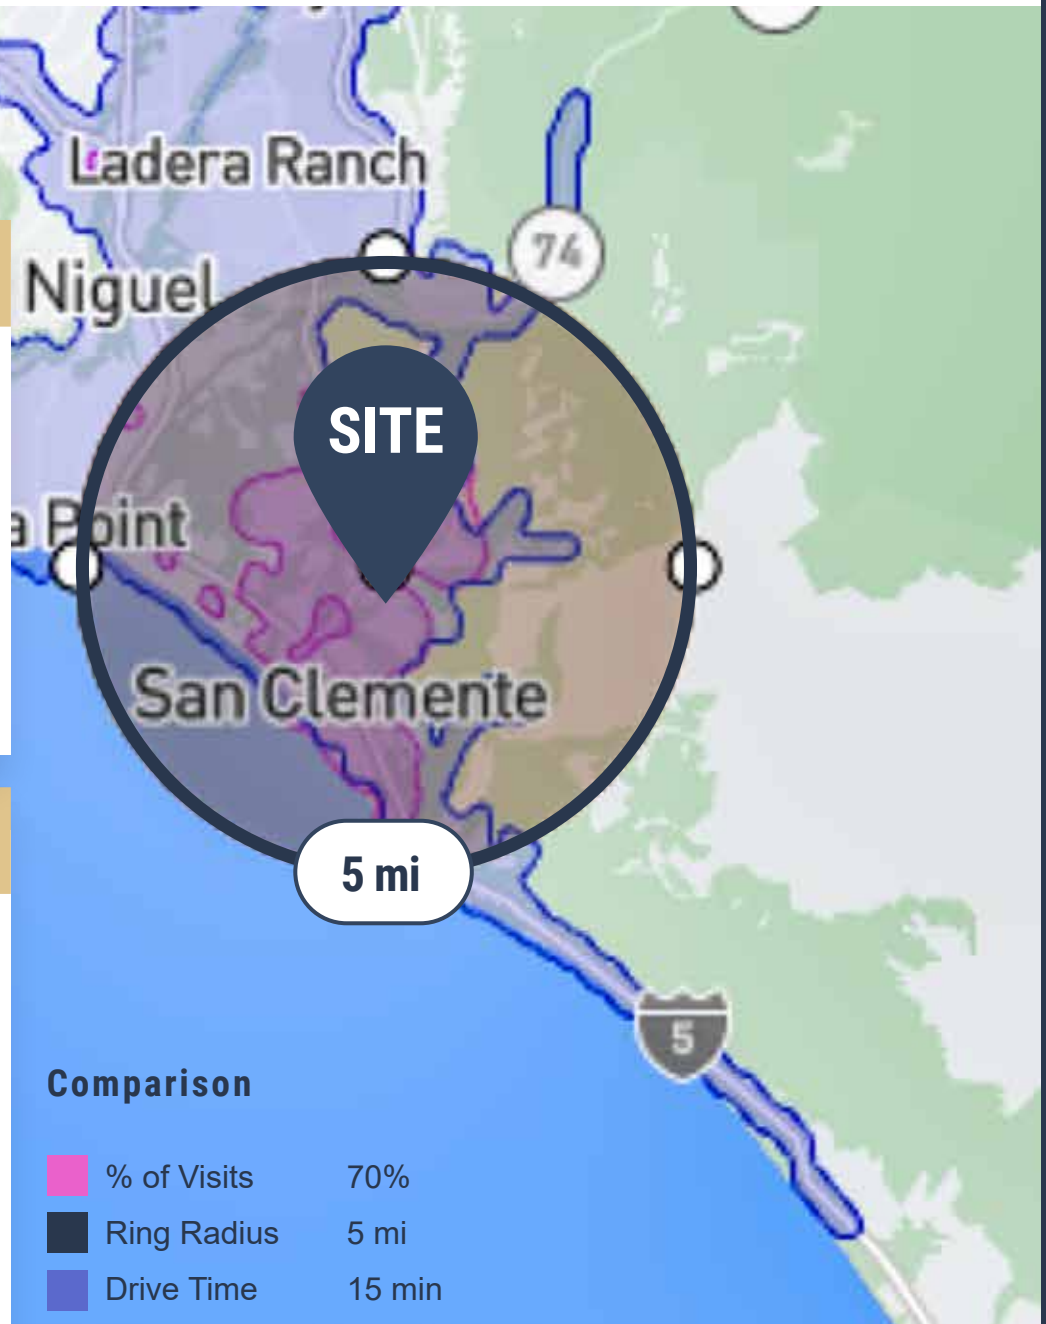 Ladera Ranch
74
Niguel
SITE
a Point
San Clemente
5 mi
5
Comparison
% of Visits 70%
Ring Radius 5 mi
Drive Time 15 min